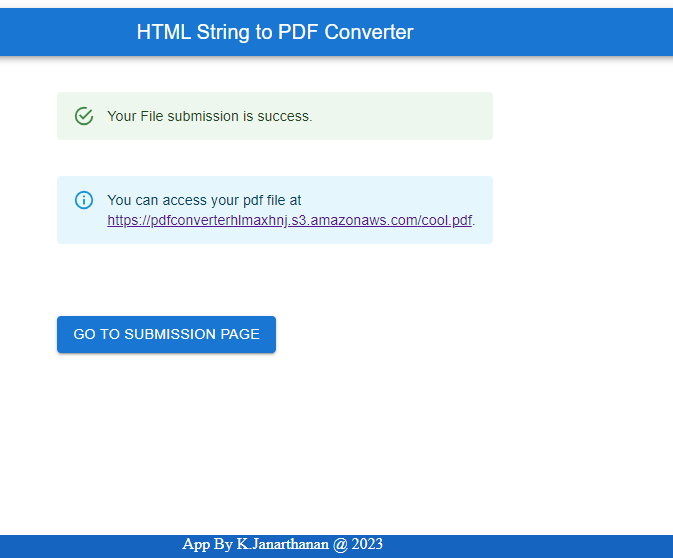 HTML String to PDF Converter
Your File submission is success.
You can access your pdf file at
https://pdfconverterhlmaxhnj.s3.amazonaws.com/cool.pdf.
GO TO SUBMISSION PAGE
App By K.Janarthanan @ 2023